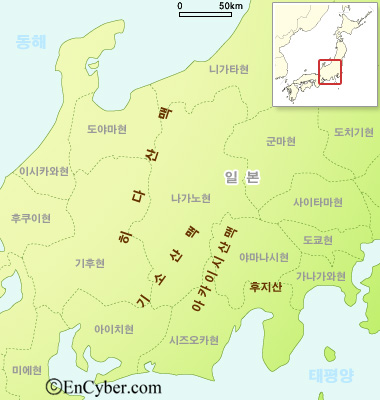 0 50km
동해
니가타현
도야마현
히다산맥
군마현
도치기현
이시카와현
일 본
나가노현
사이타마현
후쿠이현
기후현
기소산맥
아카이시산맥
도쿄현
야마나시현
가나가와현
후지산
아이치현
시즈오카현
미에현
태평양
©EnCyber.com